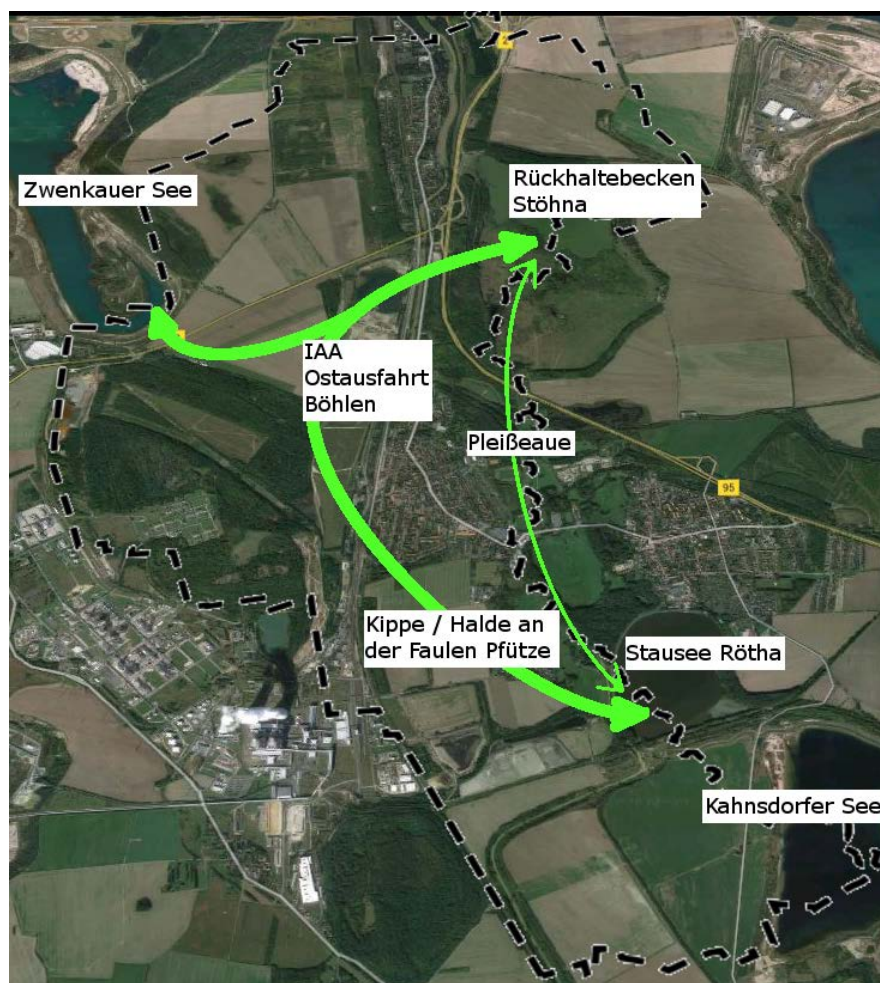 Zwenkauer See
Rückhaltebecken
Stöhna
IAA
Ostausfahrt
Böhlen
Pleißeaue
95
Kippe / Halde an
der Faulen Pfütze
Stausee Rötha
Kahnsdorfer See